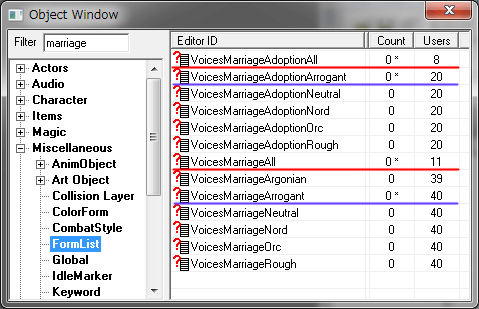 Object Window
Filter marriage
Actors
Audio
Character
Items
Magic
Miscellaneous
AnimObject
Art Object
Collision Layer
ColorForm
CombatStyle
FormList
Global
IdleMarker
Keyword
Editor ID Count Users
VoicesMarriageAdoptionAll 0 * 8
VoicesMarriageAdoptionArrogant 0 * 20
VoicesMarriageAdoptionNeutral 0 20
VoicesMarriageAdoptionNord 0 20
VoicesMarriageAdoptionOrc 0 20
VoicesMarriageAdoptionRough 0 20
VoicesMarriageAll 0 * 11
VoicesMarriageArgonian 0 39
VoicesMarriageArrogant 0 * 40
VoicesMarriageNeutral 0 40
VoicesMarriageNord 0 40
VoicesMarriageOrc 0 40
VoicesMarriageRough 0 40